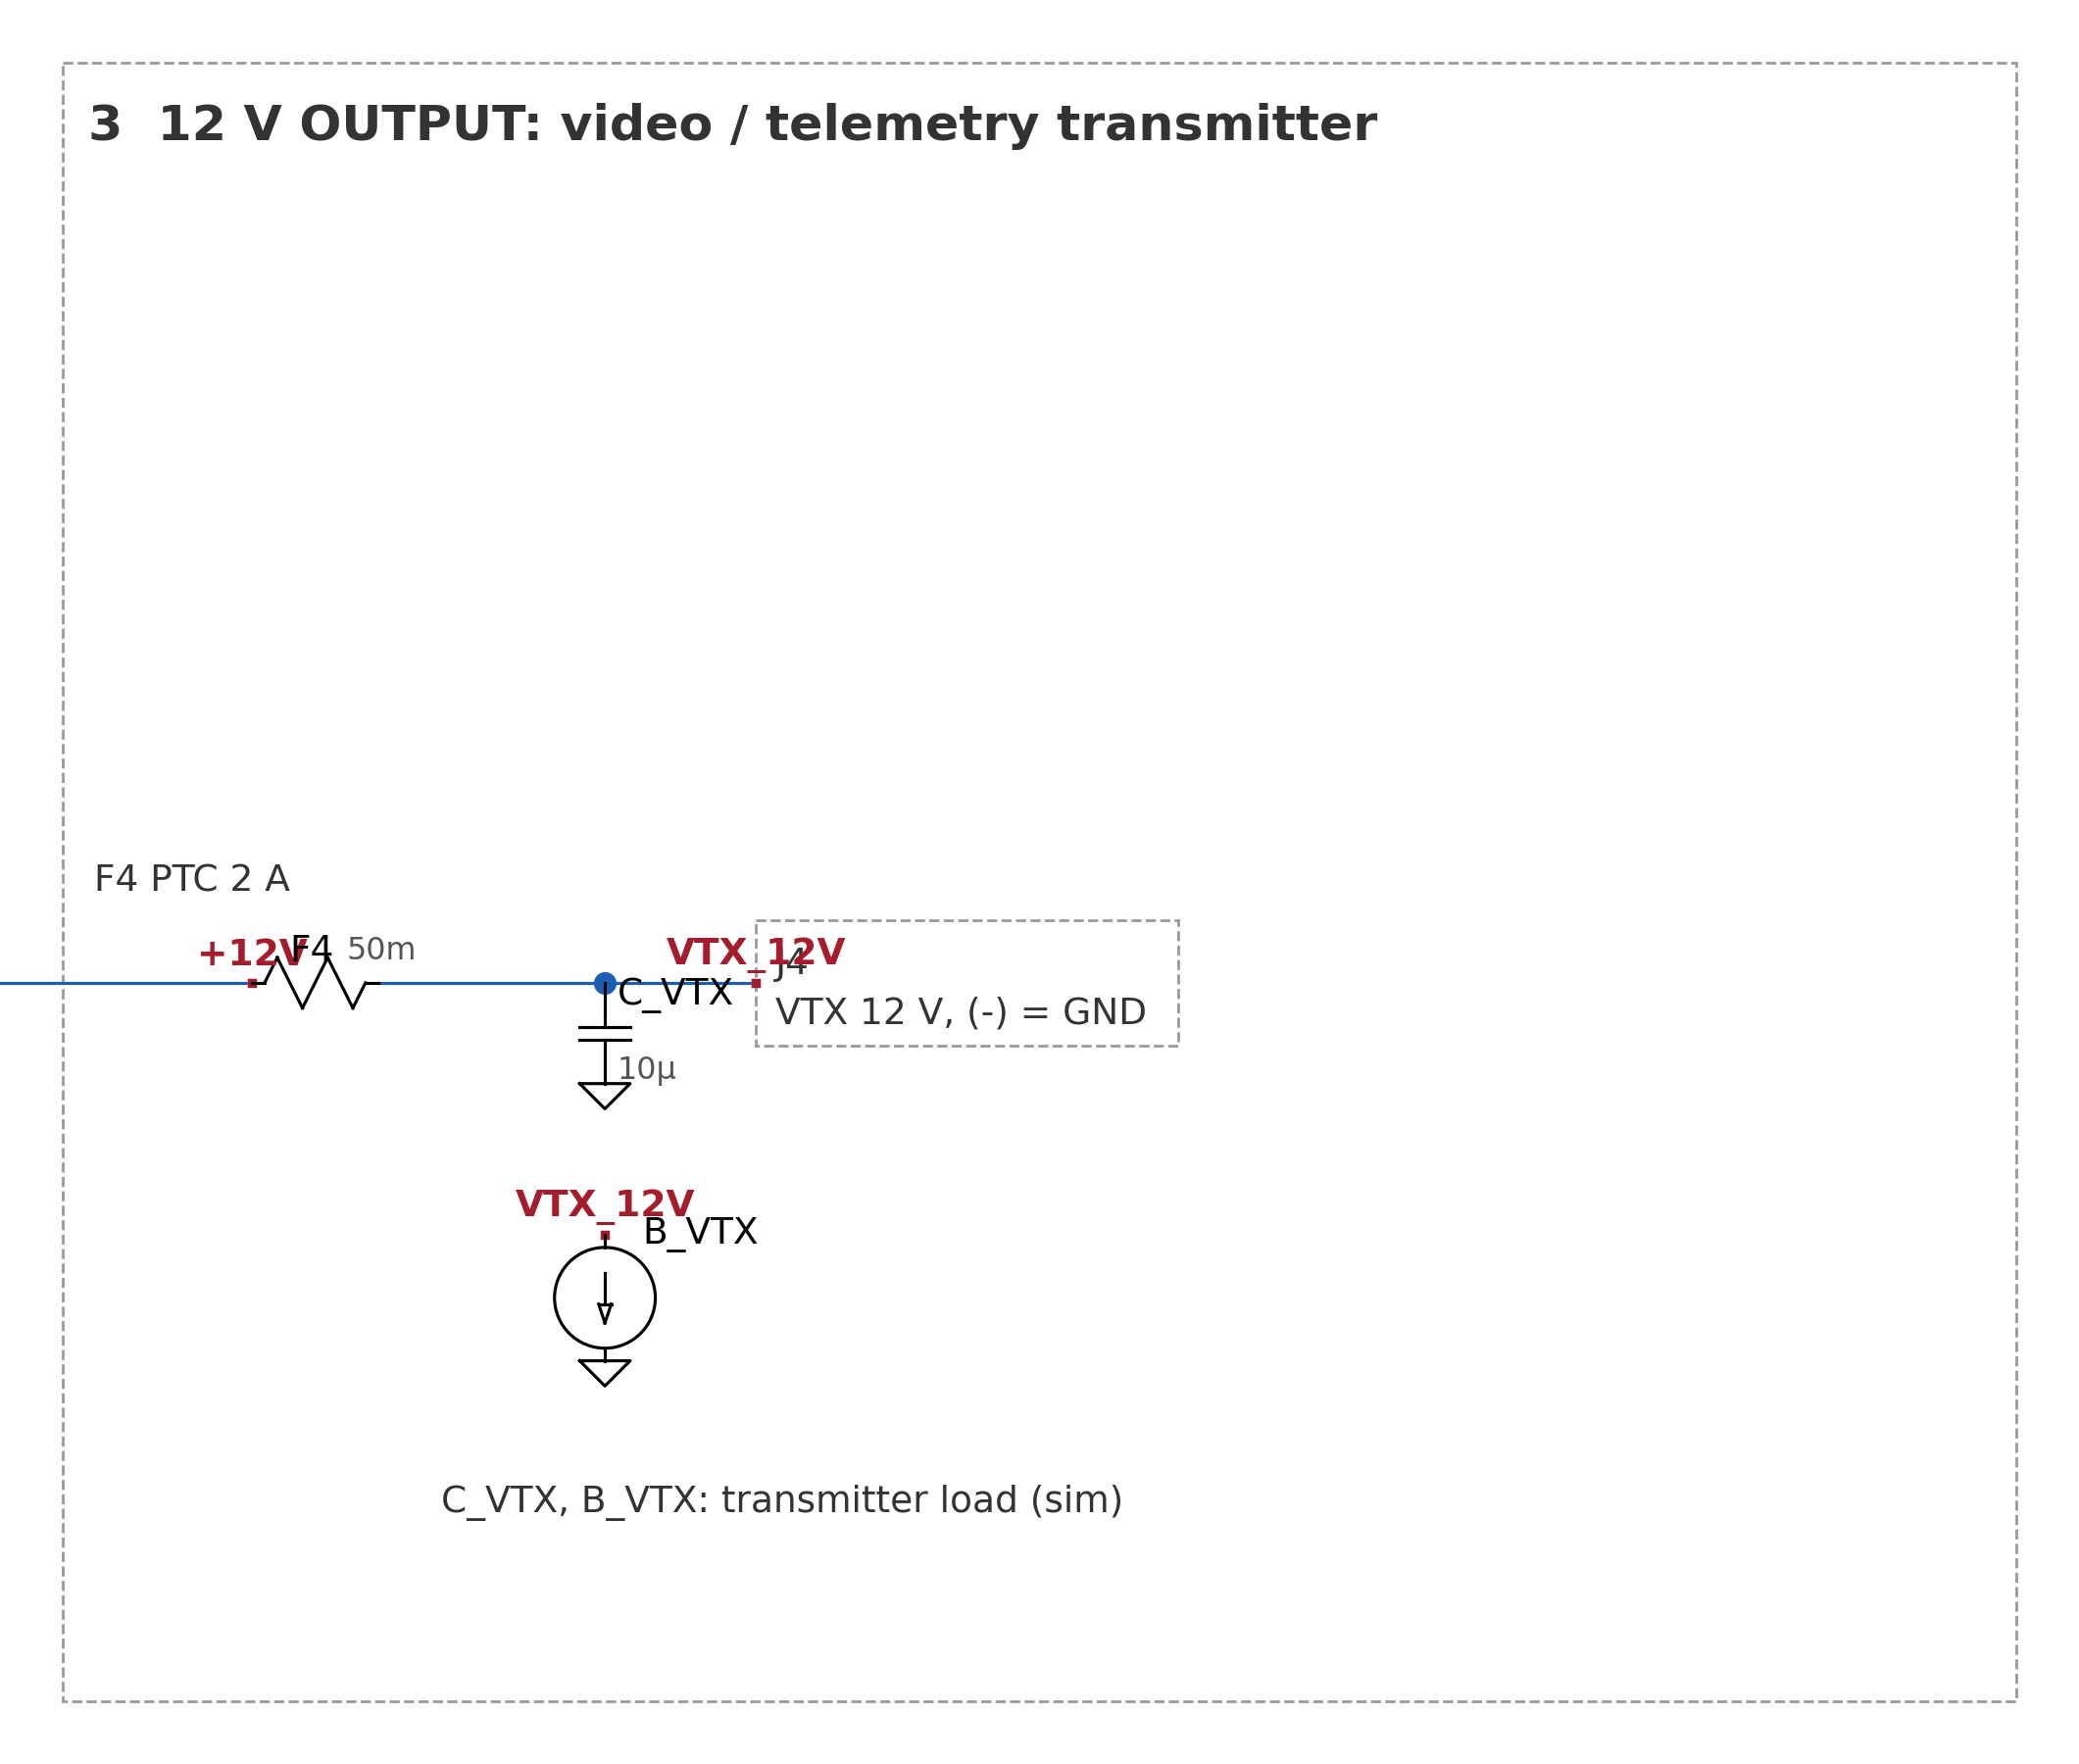 3  12 V OUTPUT: video / telemetry transmitter
F4 PTC 2 A
+12V
F4 50m
VTX_12V
J4
C_VTX
VTX 12 V, (-) = GND
10µ
VTX_12V
B_VTX
C_VTX, B_VTX: transmitter load (sim)